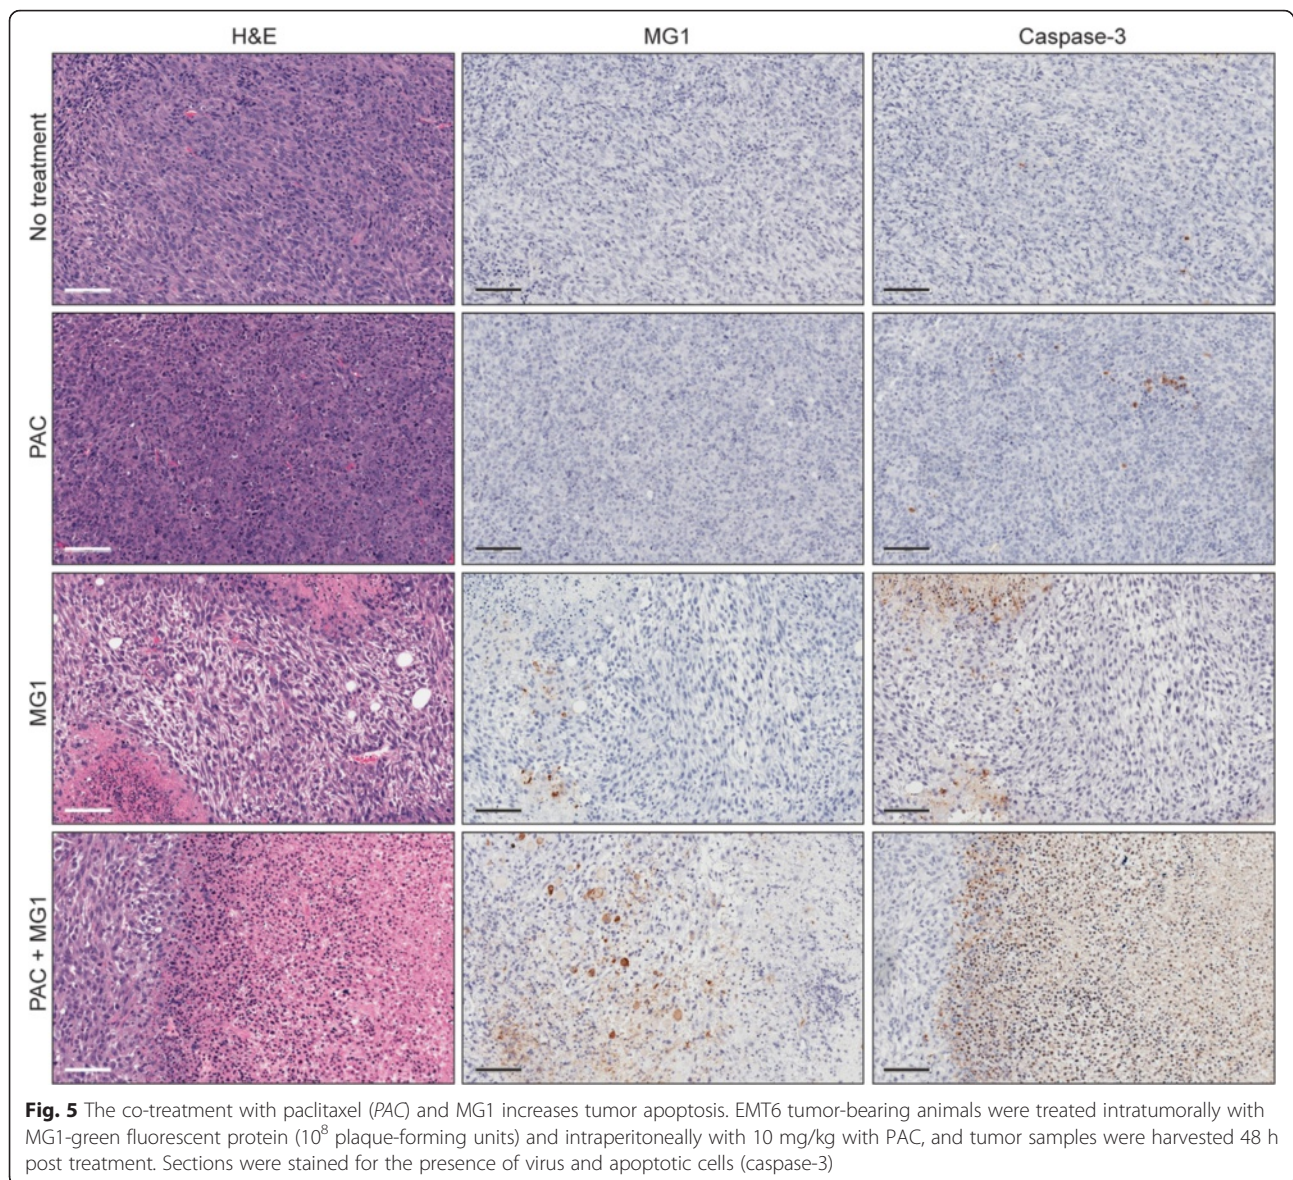 H&E
MG1
Caspase-3
No treatment
PAC
MG1
PAC + MG1
Fig. 5 The co-treatment with paclitaxel (PAC) and MG1 increases tumor apoptosis. EMT6 tumor-bearing animals were treated intratumorally with
MG1-green fluorescent protein (10⁸ plaque-forming units) and intraperitoneally with 10 mg/kg with PAC, and tumor samples were harvested 48 h
post treatment. Sections were stained for the presence of virus and apoptotic cells (caspase-3)